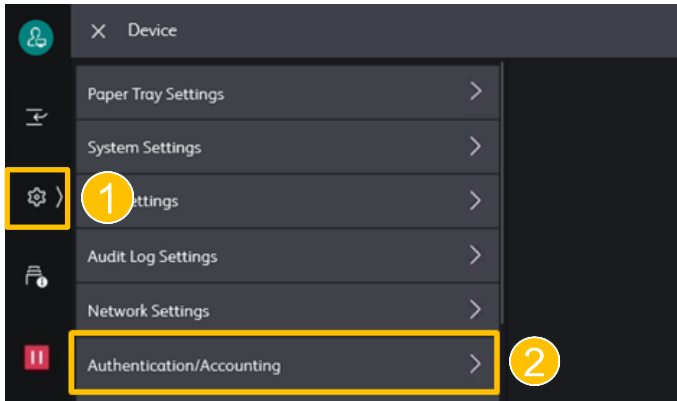 Device
Paper Tray Settings
System Settings
1
ettings
Audit Log Settings
Network Settings
Authentication/Accounting
2